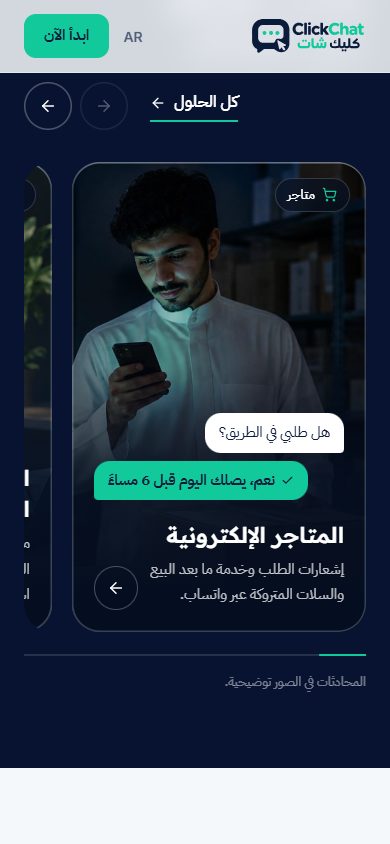 ClickChat
كليك شات
AR
ابدأ الآن
كل الحلول
متاجر
هل طلبي في الطريق؟
نعم، يصلك اليوم قبل 6 مساءً
المتاجر الإلكترونية
إشعارات الطلب وخدمة ما بعد البيع
والسلات المتروكة عبر واتساب.
المحادثات في الصور توضيحية.